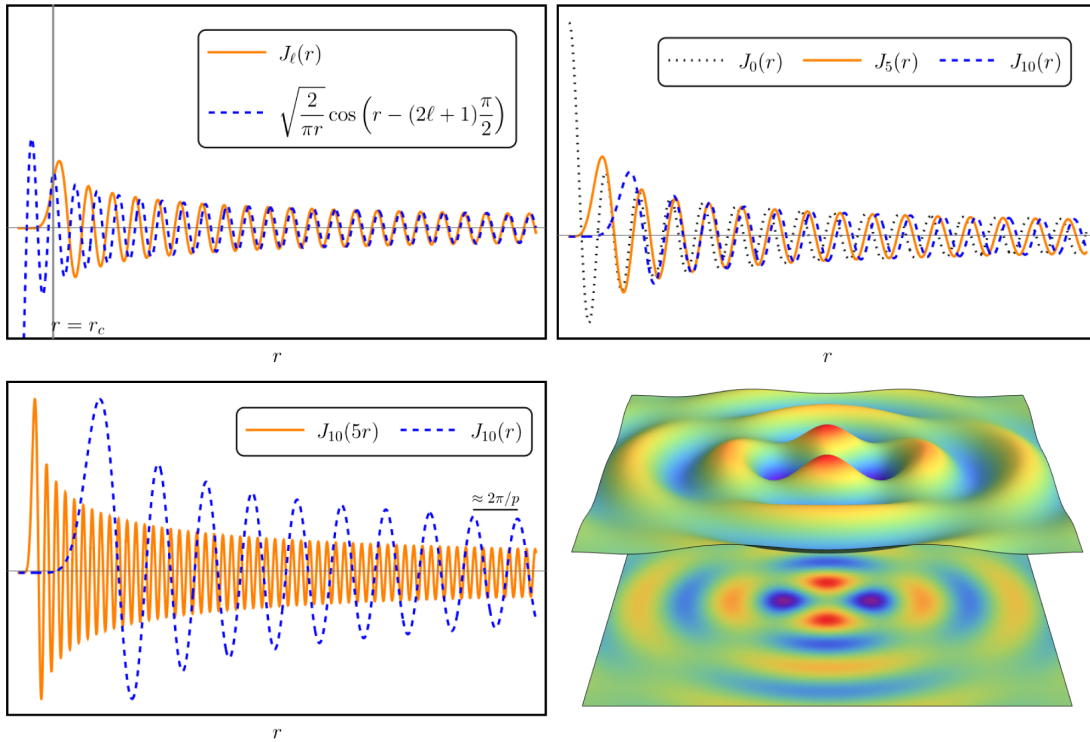 J_ℓ(r)
√(2/(πr)) cos(r − (2ℓ + 1)π/2)
r = r_c
r
J_0(r) J_5(r) J_10(r)
r
J_10(5r) J_10(r)
≈ 2π/p
r